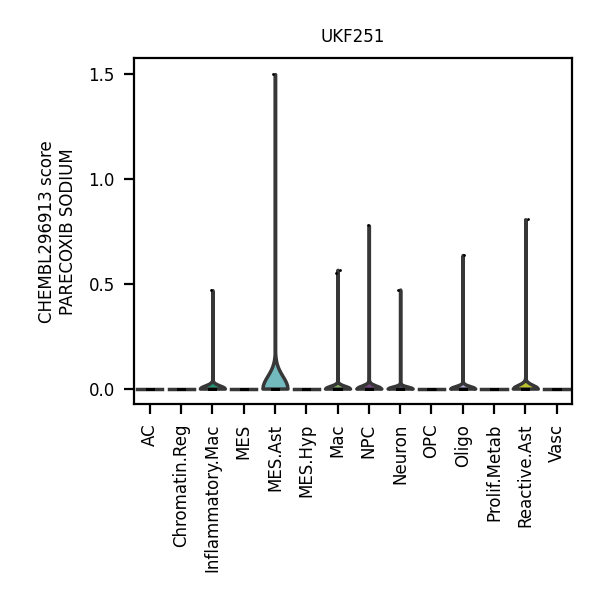 UKF251
CHEMBL296913 score
PARECOXIB SODIUM
1.5
1.0
0.5
0.0
AC
Chromatin.Reg
Inflammatory.Mac
MES
MES.Ast
MES.Hyp
Mac
NPC
Neuron
OPC
Oligo
Prolif.Metab
Reactive.Ast
Vasc